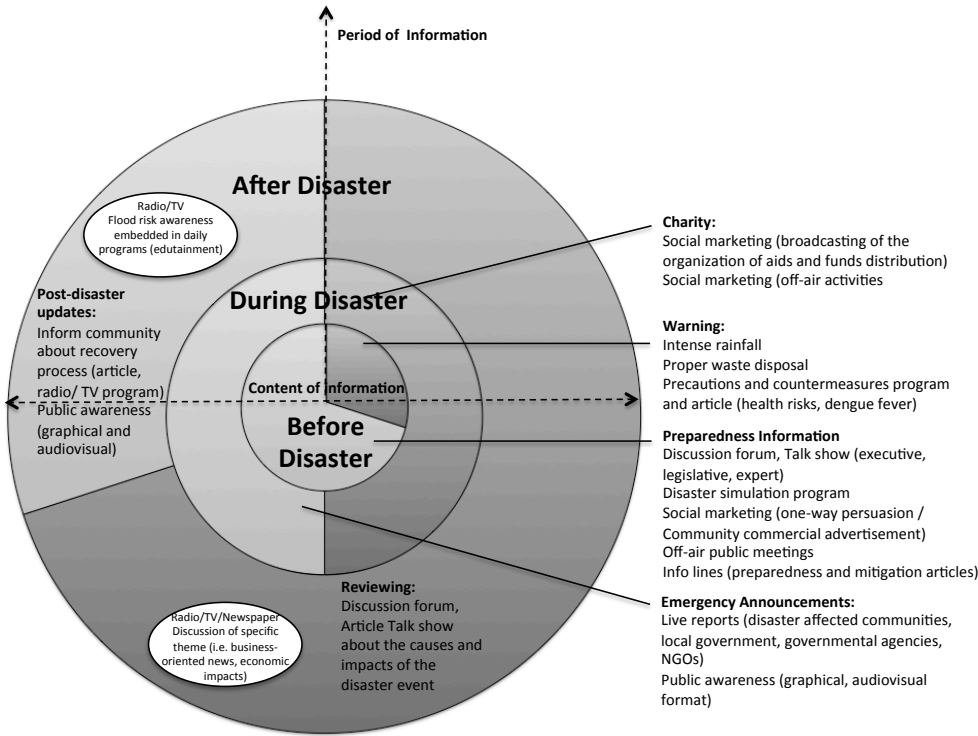 Period of Information
After Disaster
Radio/TV
Flood risk awareness
embedded in daily
programs (edutainment)
During Disaster
Post-disaster
updates:
Inform community
about recovery
process (article,
radio/ TV program)
Public awareness
(graphical and
audiovisual)
Content of Information
Before
Disaster
Charity:
Social marketing (broadcasting of the
organization of aids and funds distribution)
Social marketing (off-air activities
Warning:
Intense rainfall
Proper waste disposal
Precautions and countermeasures program
and article (health risks, dengue fever)
Preparedness Information
Discussion forum, Talk show (executive,
legislative, expert)
Disaster simulation program
Social marketing (one-way persuasion /
Community commercial advertisement)
Off-air public meetings
Info lines (preparedness and mitigation articles)
Emergency Announcements:
Live reports (disaster affected communities,
local government, governmental agencies,
NGOs)
Public awareness (graphical, audiovisual
format)
Reviewing:
Discussion forum,
Article Talk show
about the causes and
impacts of the
disaster event
Radio/TV/Newspaper
Discussion of specific
theme (i.e. business-
oriented news, economic
impacts)